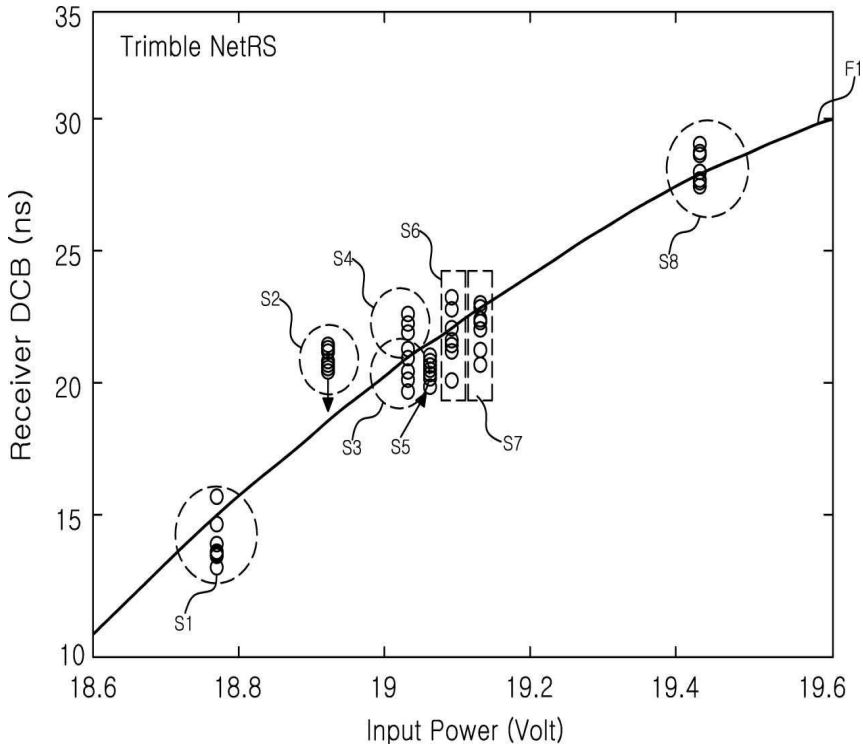 35
Trimble NetRS
F1
30
S6
S4
S8
25
S2
Receiver DCB (ns)
20
S3
S5
S7
15
S1
10
18.6
18.8
19
19.2
19.4
19.6
Input Power (Volt)